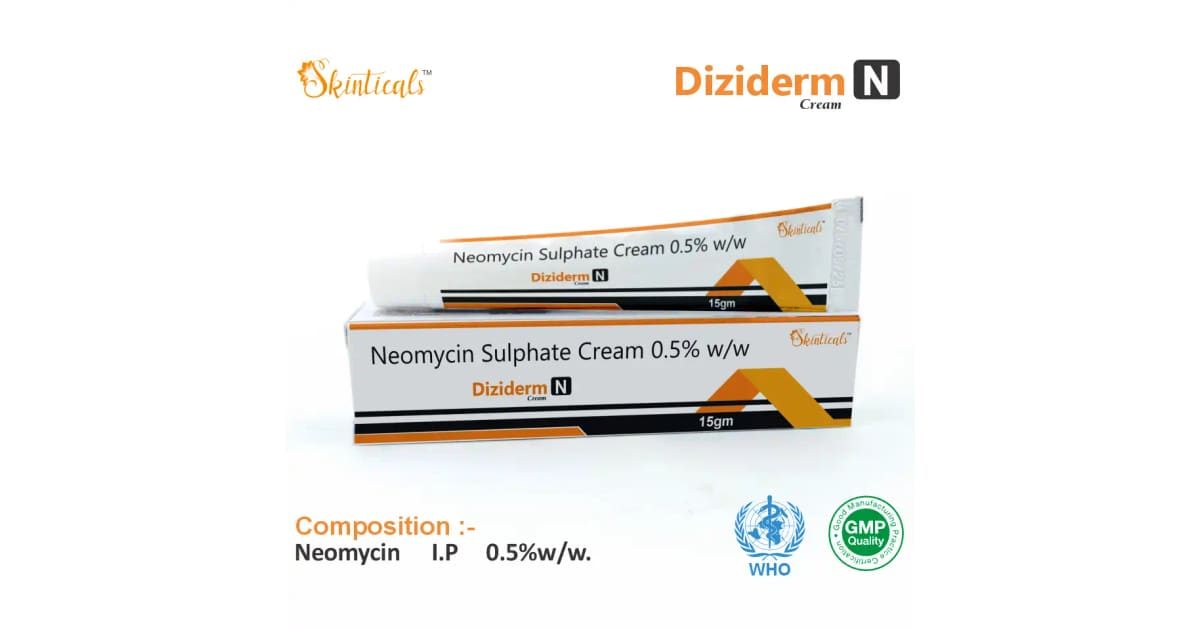 Skinticals™
Diziderm N
Cream
Skinticals™
Neomycin Sulphate Cream 0.5% w/w
Diziderm N
Cream
15gm
Skinticals™
Neomycin Sulphate Cream 0.5% w/w
Diziderm N
Cream
15gm
Composition :-
Neomycin I.P 0.5%w/w.
WHO
Good Manufacturing Practice Certification
GMP
Quality